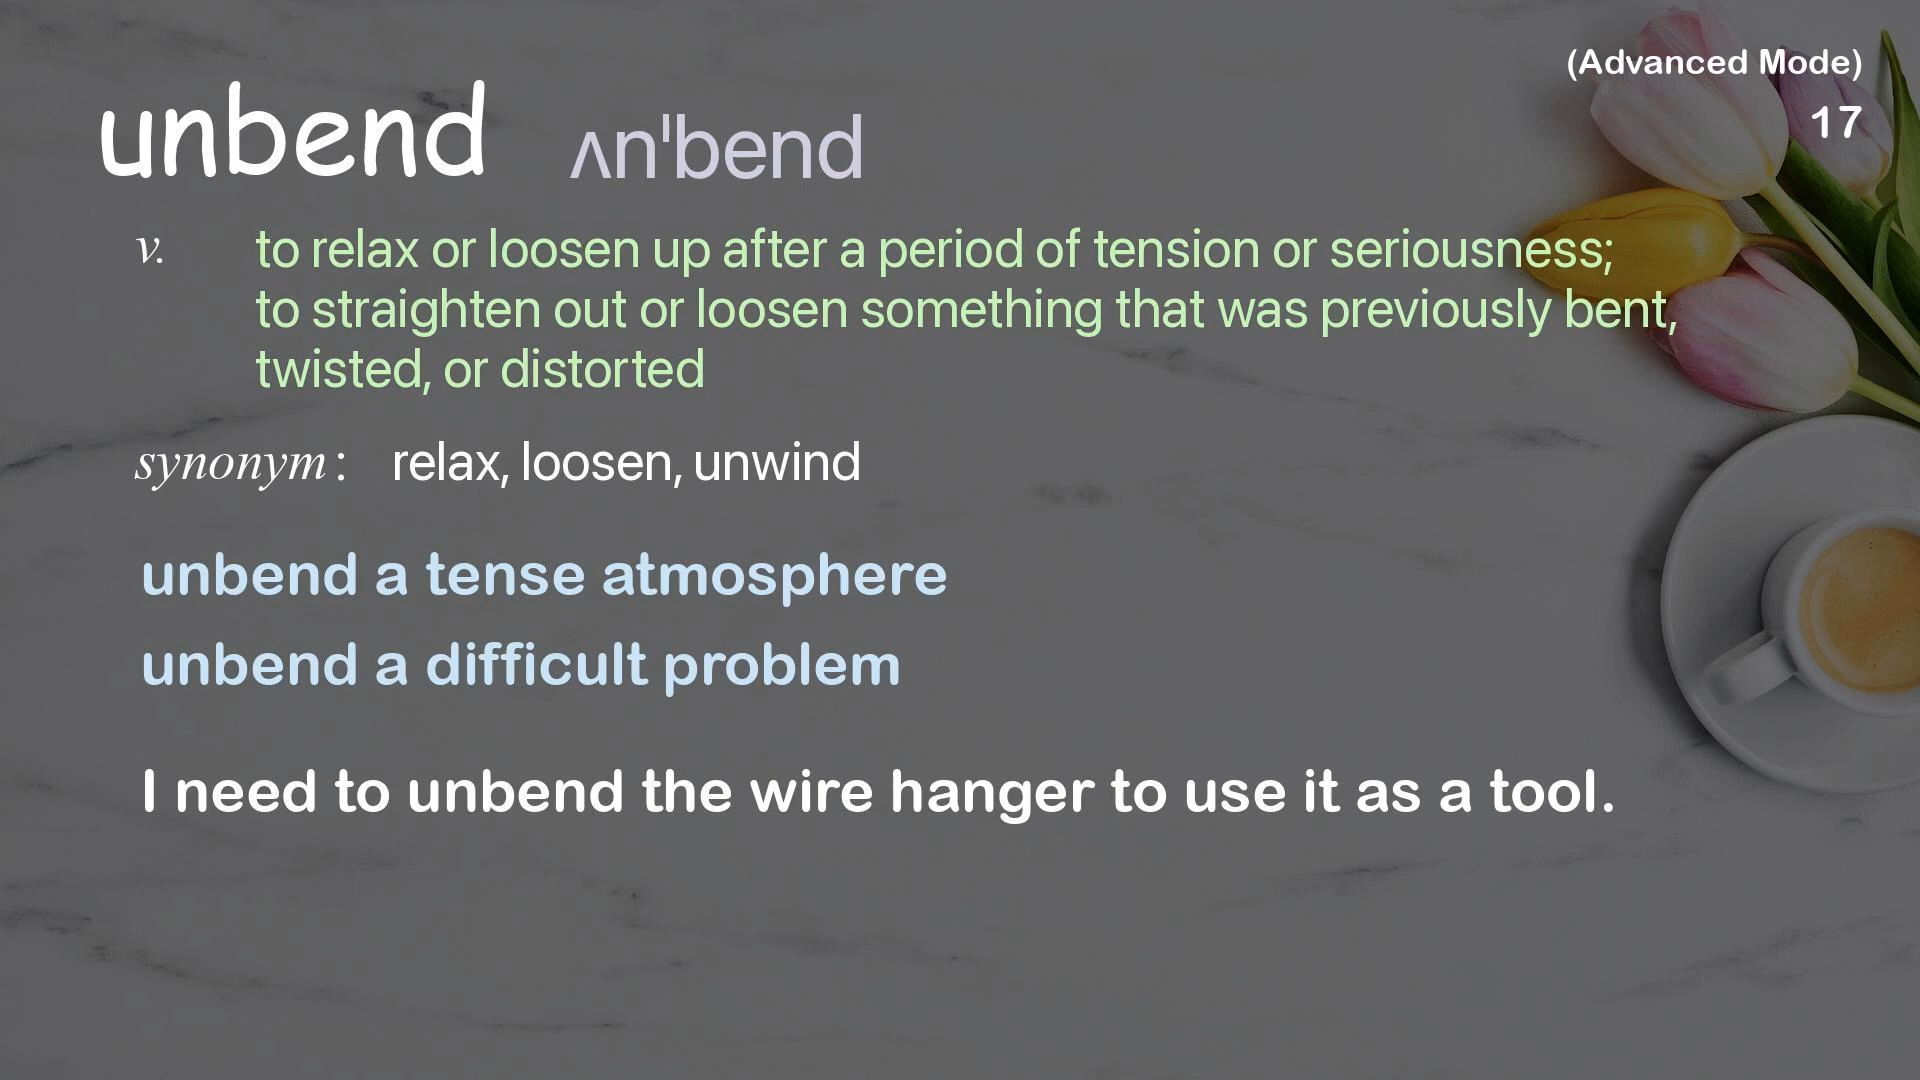 (Advanced Mode)
17
unbend ʌn'bend
v. to relax or loosen up after a period of tension or seriousness;
to straighten out or loosen something that was previously bent,
twisted, or distorted
synonym : relax, loosen, unwind
unbend a tense atmosphere
unbend a difficult problem
I need to unbend the wire hanger to use it as a tool.